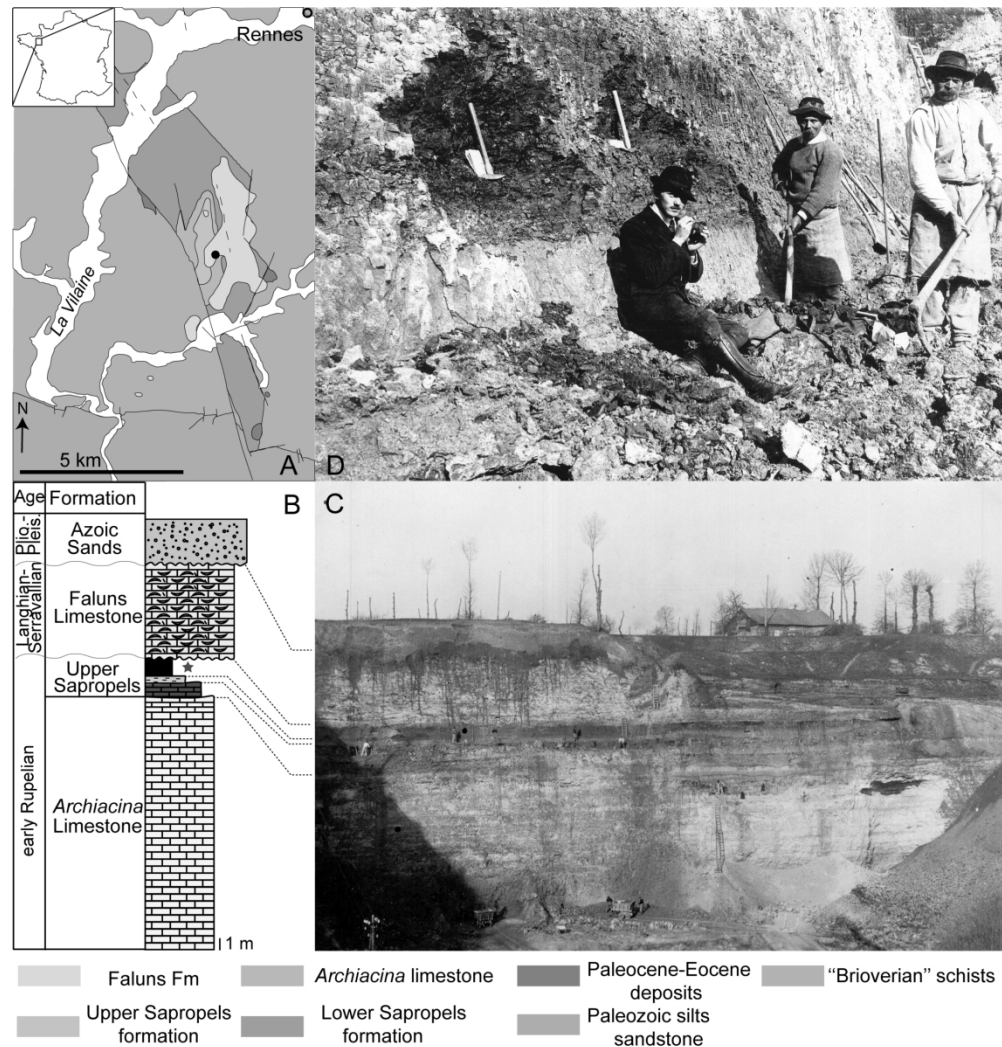 Rennes
La Vilaine
N
5 km
A
D
Age
Formation
B
C
Plio.-
Pleis.
Azoic
Sands
Langhian-
Serravallian
Faluns
Limestone
Upper
Sapropels
early Rupelian
Archiacina
Limestone
1 m
Faluns Fm
Archiacina limestone
Paleocene-Eocene
deposits
"Brioverian" schists
Upper Sapropels
formation
Lower Sapropels
formation
Paleozoic silts
sandstone